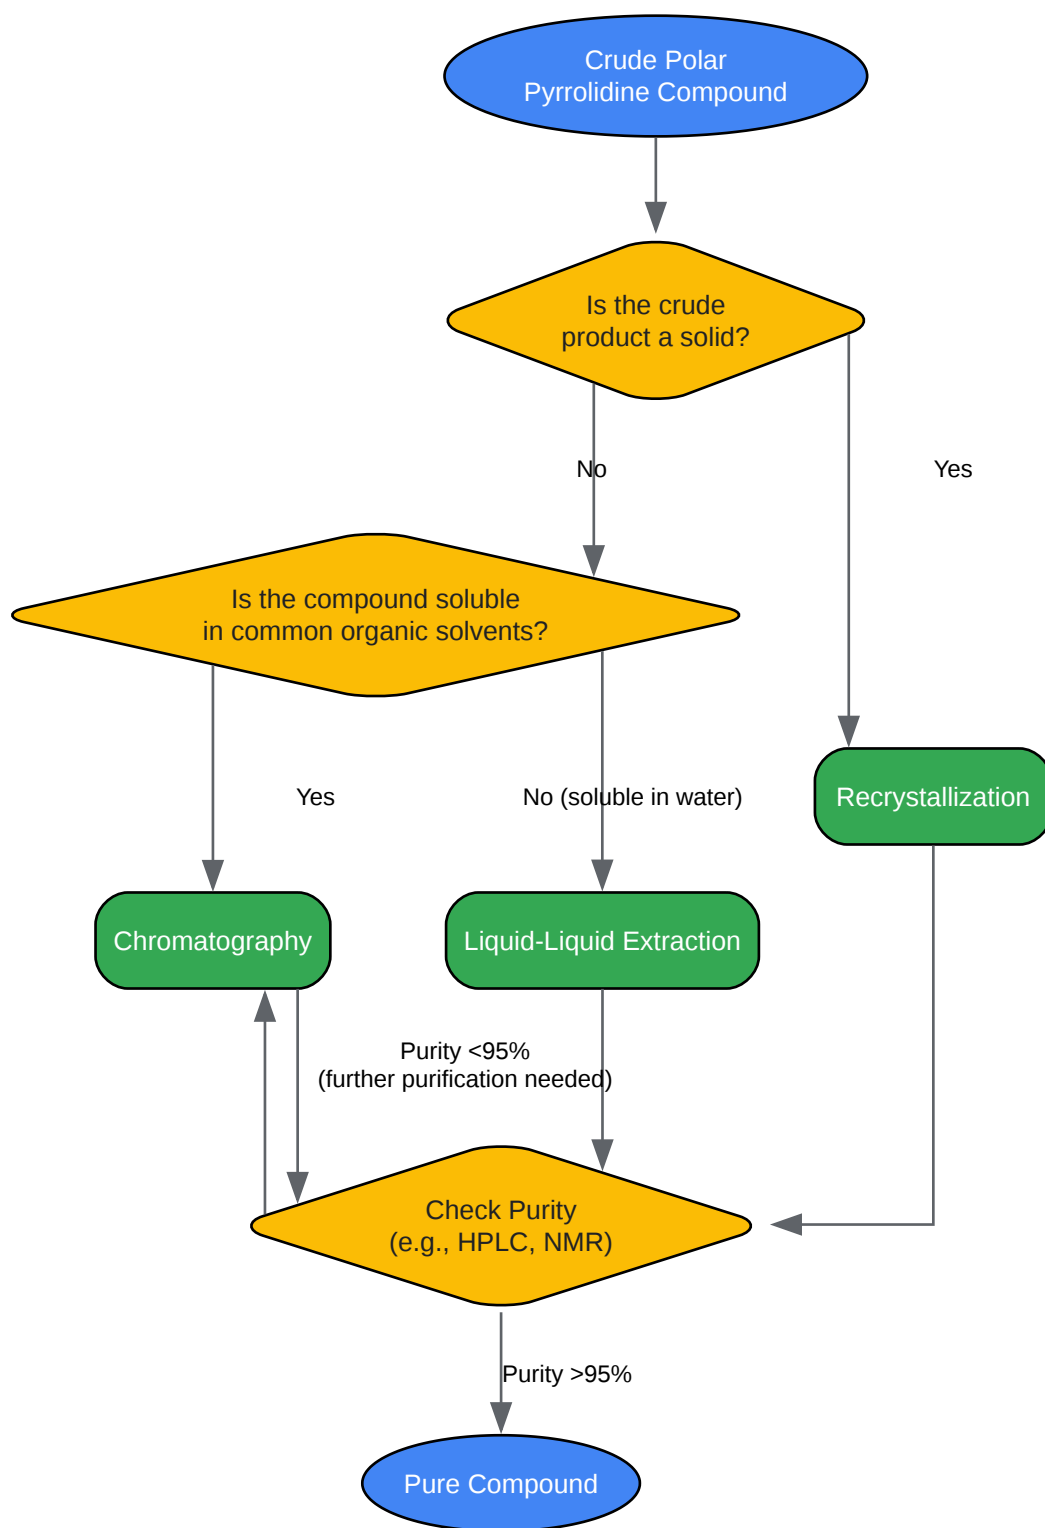 Crude Polar
Pyrrolidine Compound
Is the crude
product a solid?
No
Yes
Is the compound soluble
in common organic solvents?
Yes
No (soluble in water)
Recrystallization
Chromatography
Liquid-Liquid Extraction
Purity <95%
(further purification needed)
Check Purity
(e.g., HPLC, NMR)
Purity >95%
Pure Compound